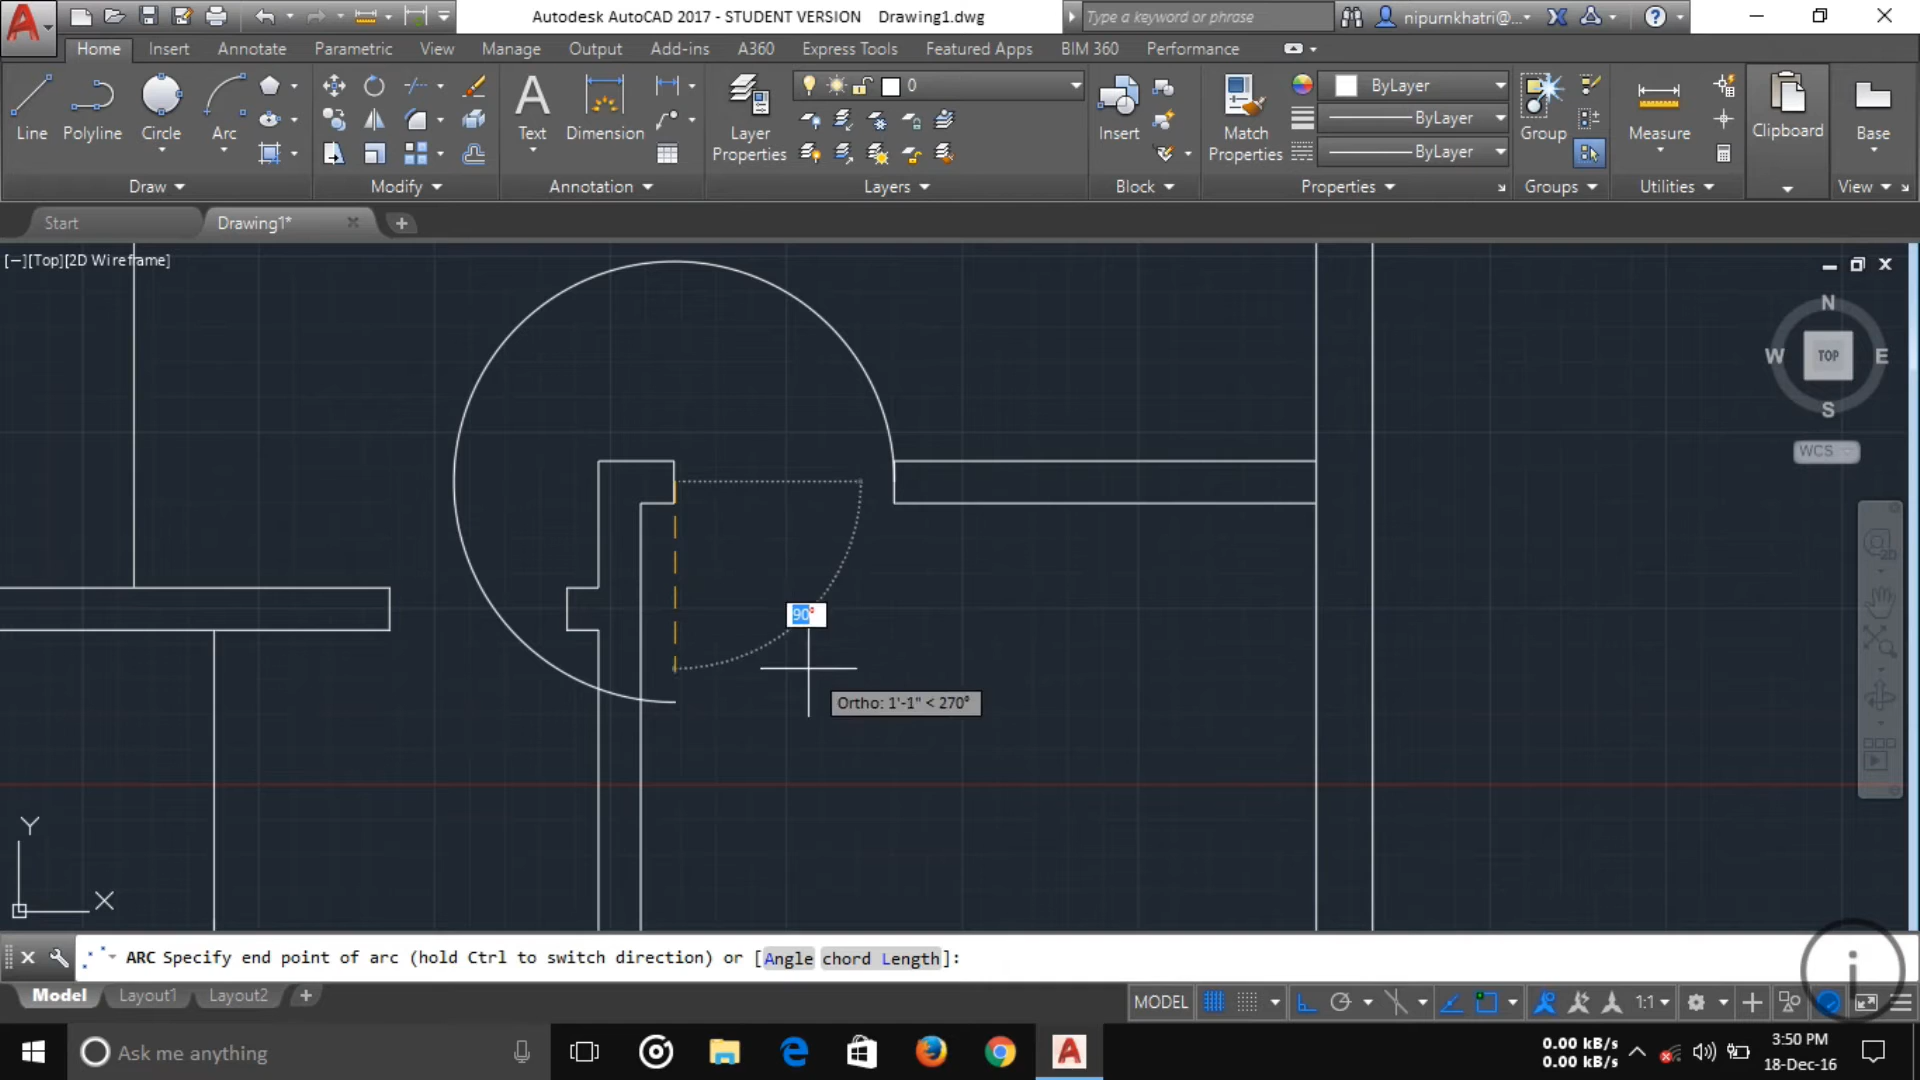 Autodesk AutoCAD 2017 - STUDENT VERSION Drawing1.dwg
Type a keyword or phrase
nipurnkhatri@...
Home Insert Annotate Parametric View Manage Output Add-ins A360 Express Tools Featured Apps BIM 360 Performance
Line Polyline Circle Arc
Text Dimension
Layer Properties
0
Insert
Match Properties
ByLayer
ByLayer
ByLayer
Group
Measure
Clipboard
Base
Draw Modify Annotation Layers Block Properties Groups Utilities View
Start Drawing1*
[−][Top][2D Wireframe]
N
W TOP E
S
WCS
2D
90°
Ortho: 1'-1" < 270°
Y
X
ARC Specify end point of arc (hold Ctrl to switch direction) or [Angle chord Length]:
Model Layout1 Layout2 +
MODEL
1:1
i
Ask me anything
0.00 kB/s
0.00 kB/s
3:50 PM
18-Dec-16